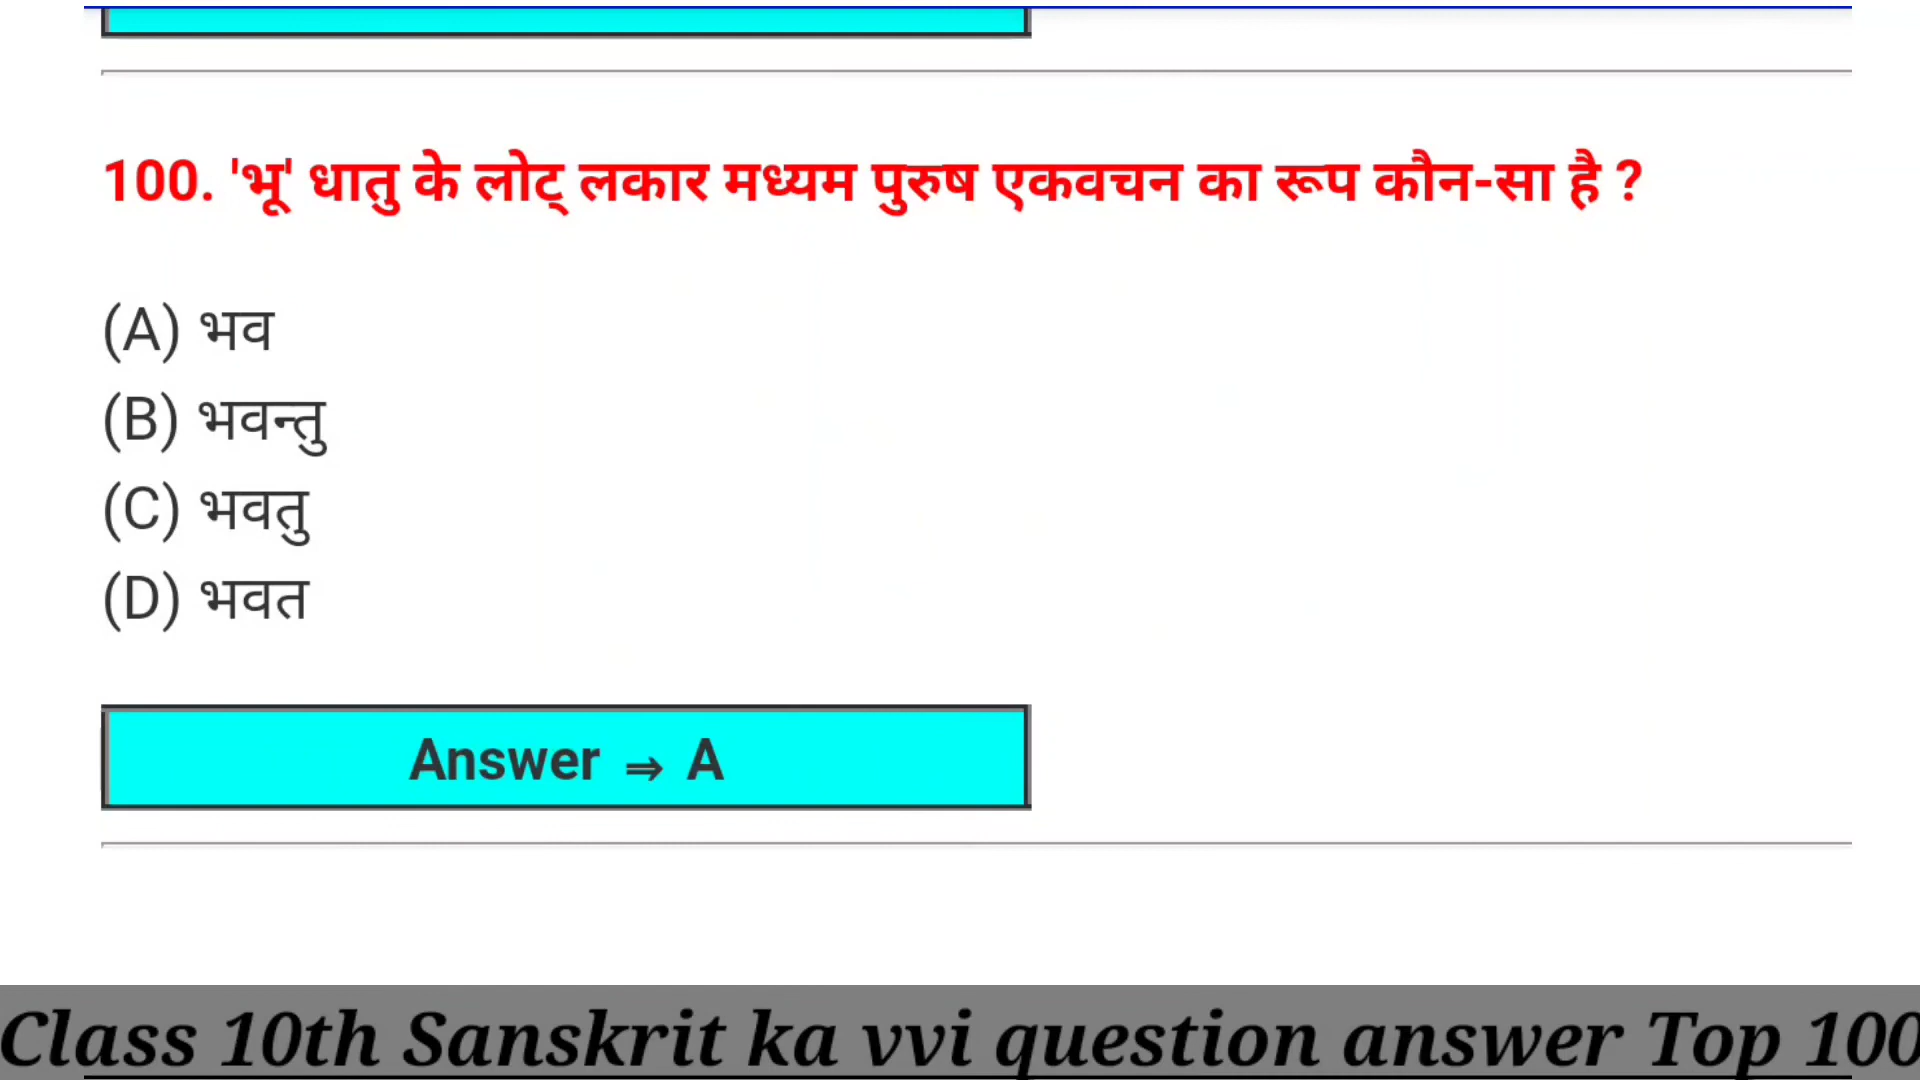 100. 'भू' धातु के लोट् लकार मध्यम पुरुष एकवचन का रूप कौन-सा है ?
(A) भव
(B) भवन्तु
(C) भवतु
(D) भवत
Answer ⇒ A
Class 10th Sanskrit ka vvi question answer Top 100